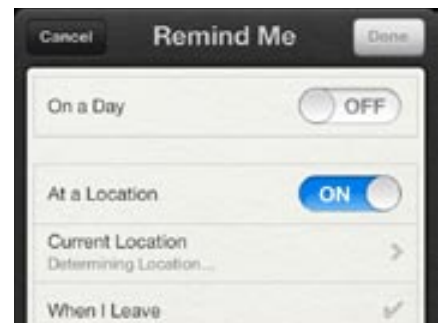 Cancel Remind Me Done
On a Day OFF
At a Location ON
Current Location
Determining Location...
When I Leave